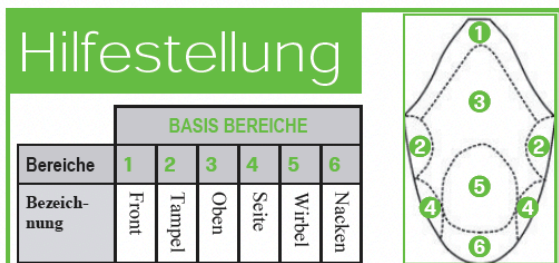 Hilfestellung
BASIS BEREICHE
Bereiche 1 2 3 4 5 6
Bezeich-
nung
Front
Tampel
Oben
Seite
Wirbel
Nacken
1
3
2 2
5
4 4
6